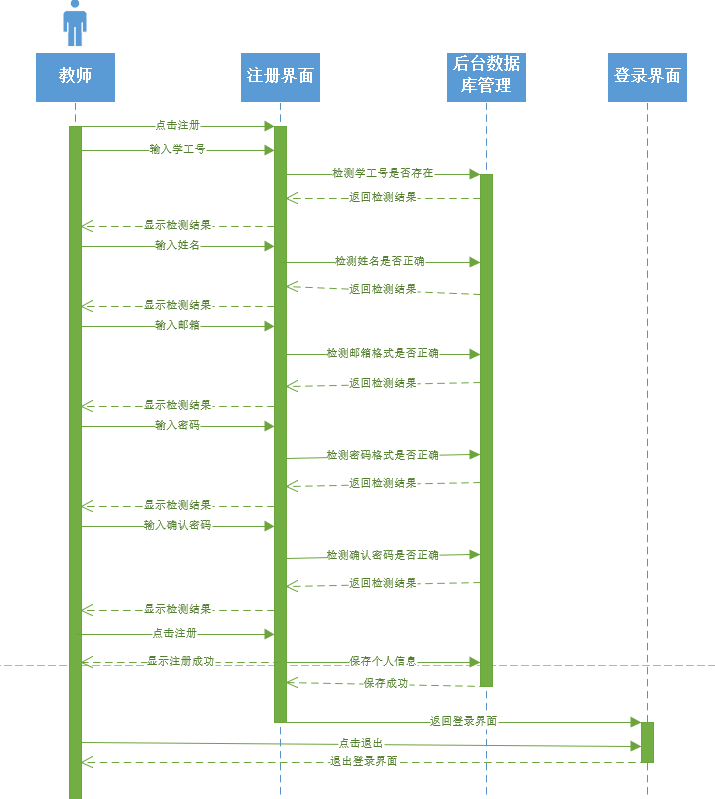 教师
注册界面
后台数据
库管理
登录界面
点击注册
输入学工号
检测学工号是否存在
返回检测结果
显示检测结果
输入姓名
检测姓名是否正确
返回检测结果
显示检测结果
输入邮箱
检测邮箱格式是否正确
返回检测结果
显示检测结果
输入密码
检测密码格式是否正确
返回检测结果
显示检测结果
输入确认密码
检测确认密码是否正确
返回检测结果
显示检测结果
点击注册
显示注册成功
保存个人信息
保存成功
返回登录界面
点击退出
退出登录界面